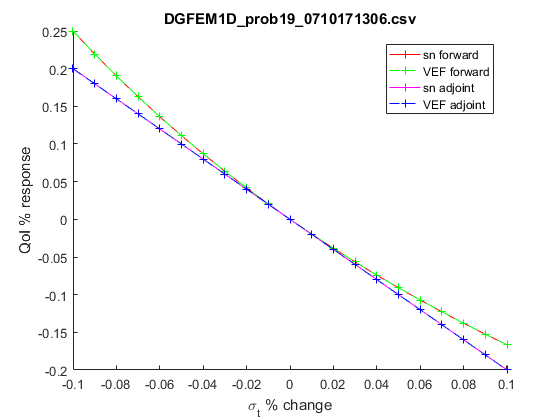 DGFEM1D_prob19_0710171306.csv
sn forward
VEF forward
sn adjoint
VEF adjoint
QoI % response
0.25
0.2
0.15
0.1
0.05
0
-0.05
-0.1
-0.15
-0.2
-0.1 -0.08 -0.06 -0.04 -0.02 0 0.02 0.04 0.06 0.08 0.1
σt % change